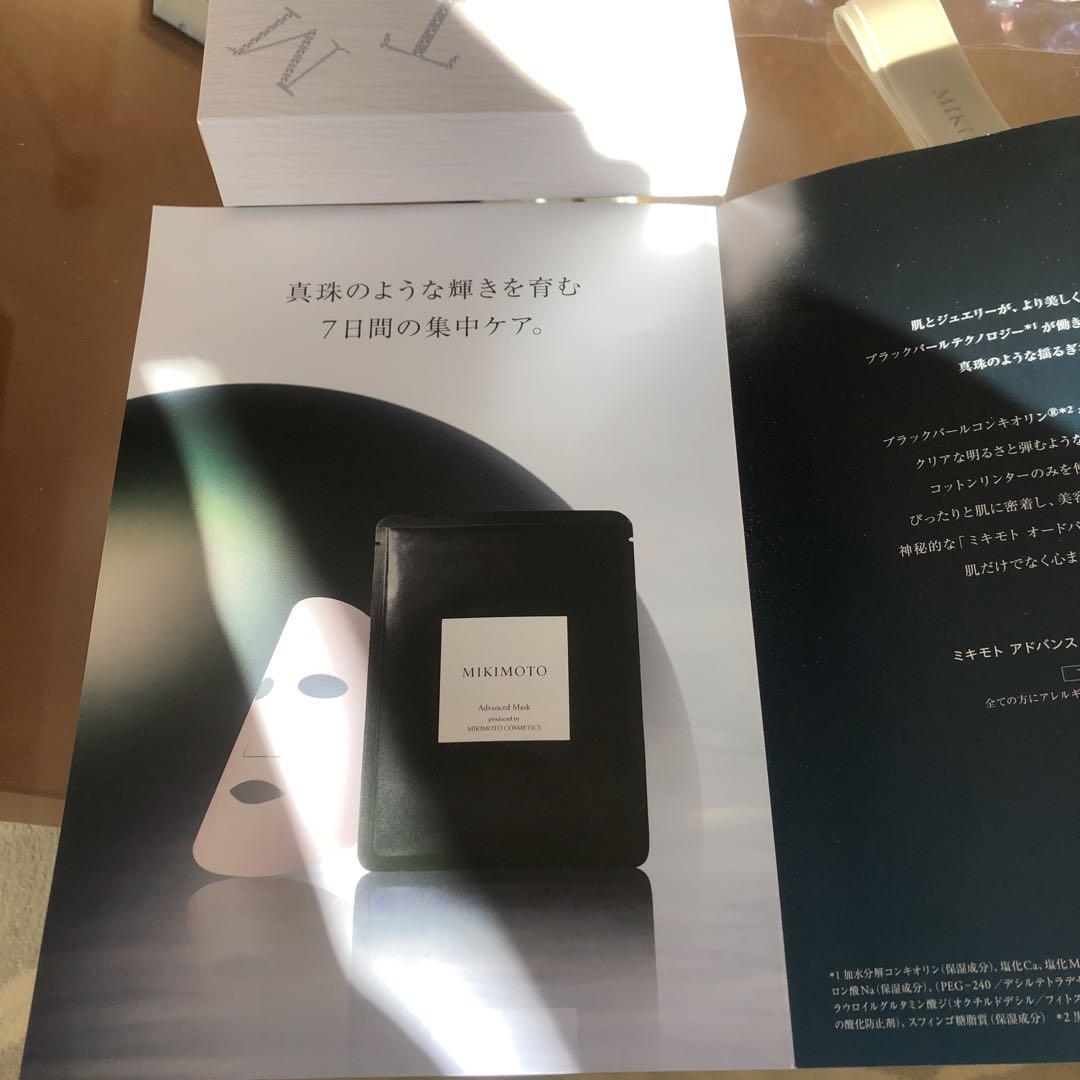 M
T
MIKI
真珠のような輝きを育む
7日間の集中ケア。
MIKIMOTO
Advanced Mask
produced by
MIKIMOTO COSMETICS
肌とジュエリーが、より美しく
ブラックパールテクノロジー*1が働き
真珠のような揺るぎ
ブラックパールコンキオリン®*2
クリアな明るさと弾むような
コットンリンターのみを使
ぴったりと肌に密着し、美容
神秘的な「ミキモト オードパ
肌だけでなく心ま
ミキモト アドバンス
全ての方にアレルギ
*1 加水分解コンキオリン(保湿成分)、塩化Ca、塩化M
ロン酸Na(保湿成分)、(PEG-240/デシルテトラデ
ラウロイルグルタミン酸ジ(オクチルドデシル/フィトス
の酸化防止剤)、スフィンゴ糖脂質(保湿成分) *2